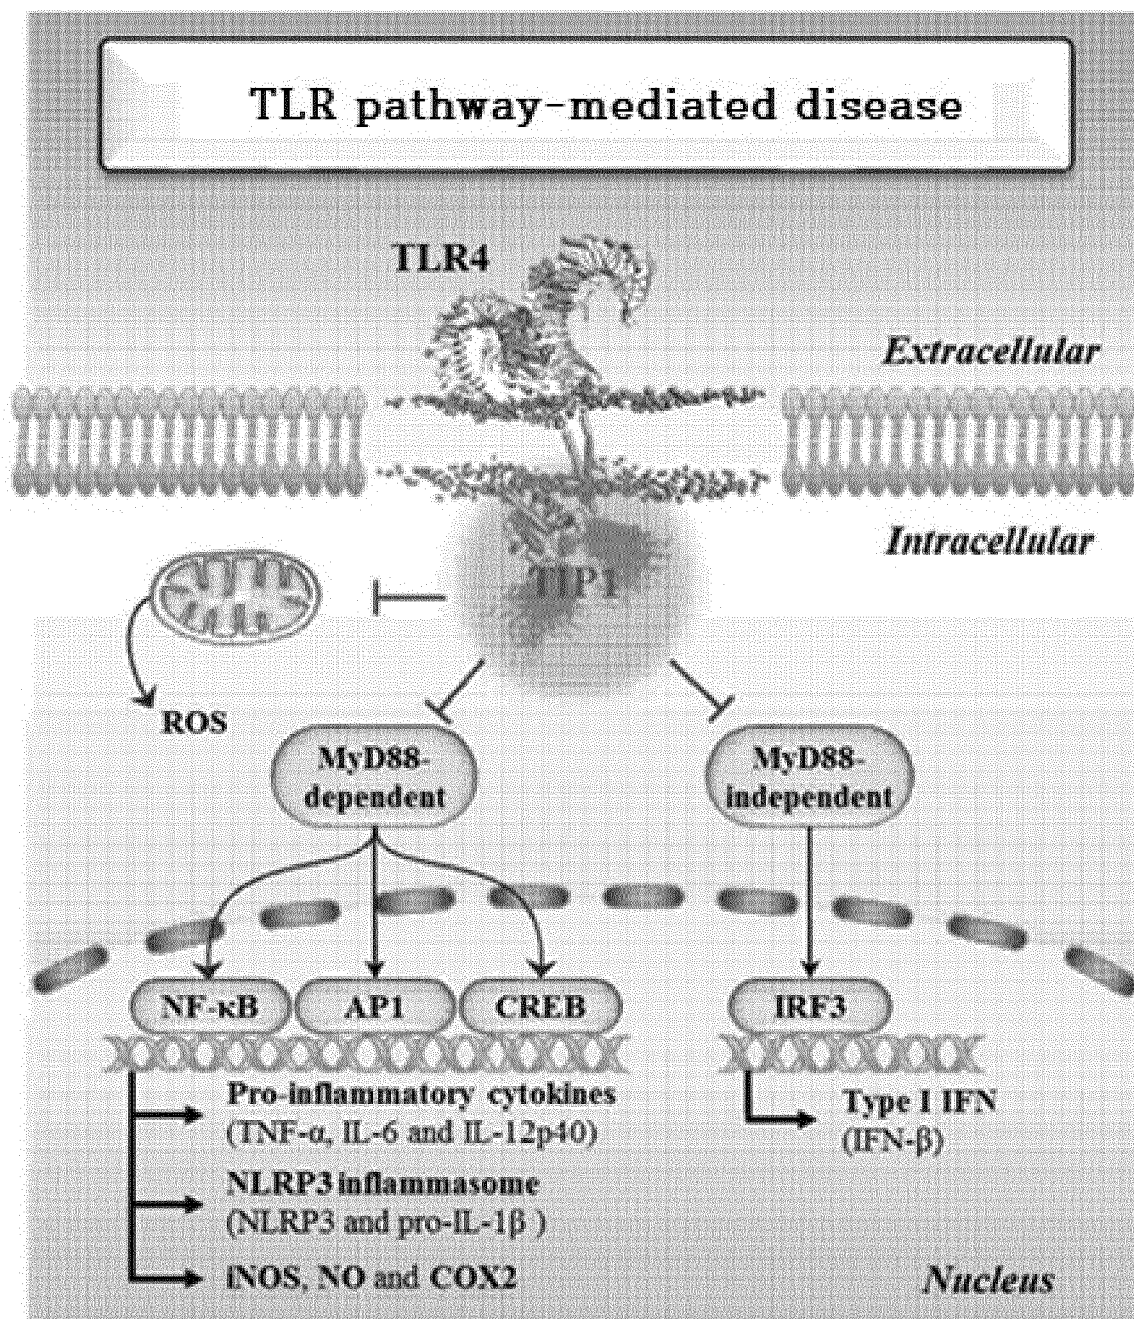 TLR pathway-mediated disease
TLR4
Extracellular
Intracellular
TIP1
ROS
MyD88-
dependent
MyD88-
independent
NF-κB
AP1
CREB
IRF3
Pro-inflammatory cytokines
(TNF-α, IL-6 and IL-12p40)
NLRP3 inflammasome
(NLRP3 and pro-IL-1β )
iNOS, NO and COX2
Type I IFN
(IFN-β)
Nucleus